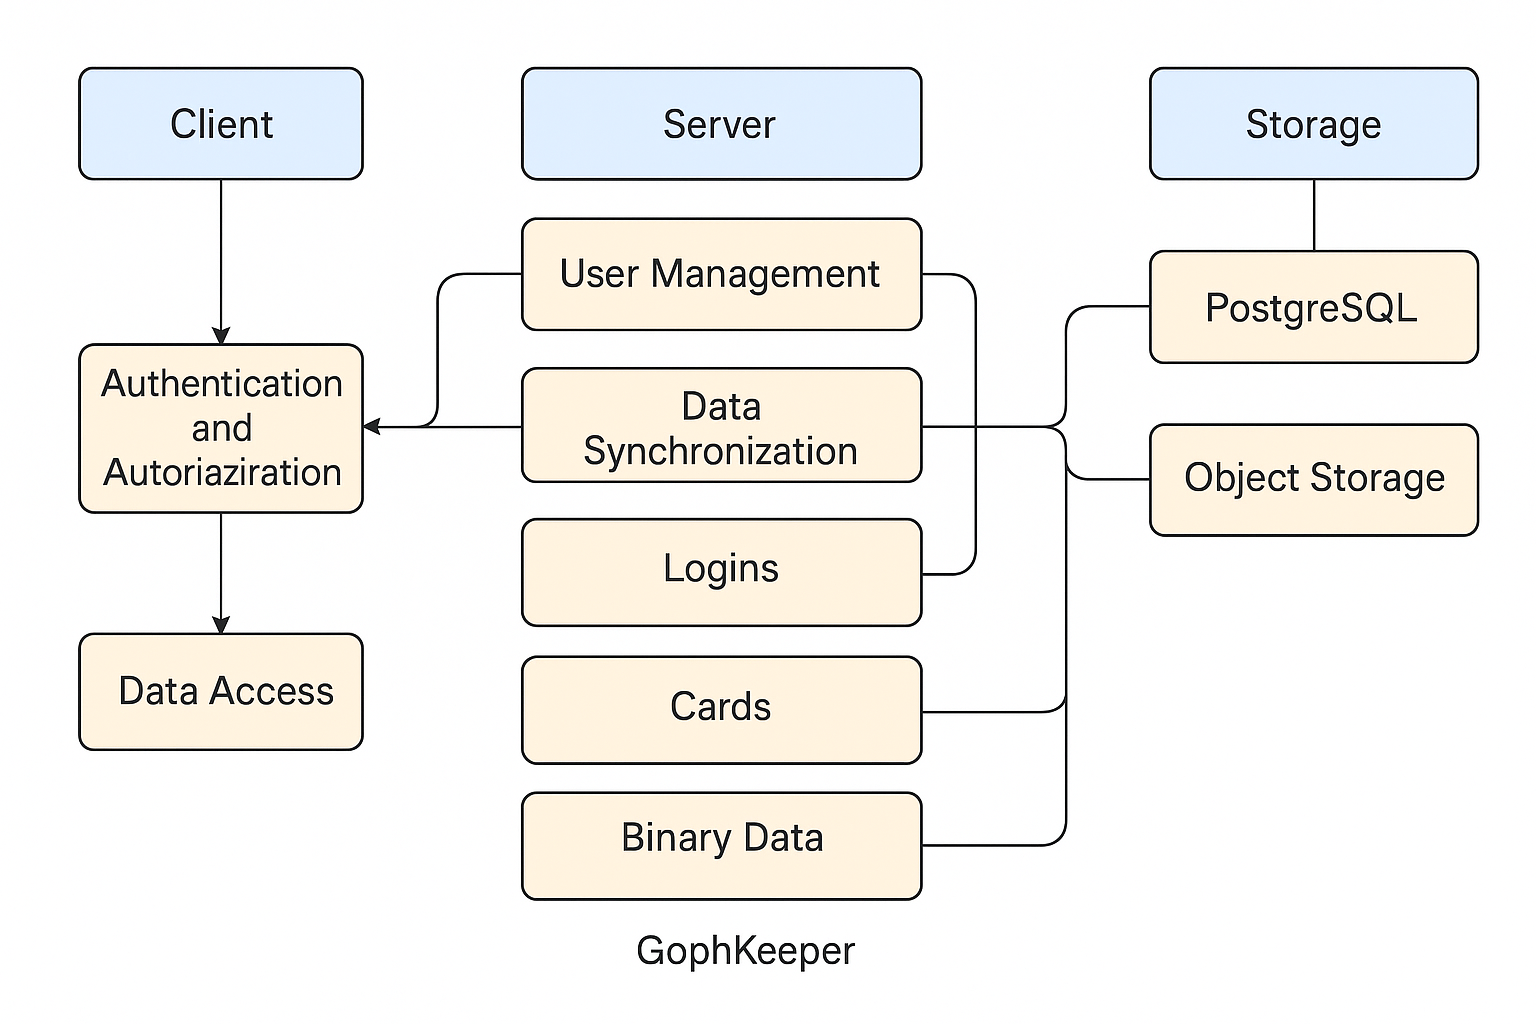 Client
Server
Storage
User Management
PostgreSQL
Authentication
and
Autoriaziration
Data
Synchronization
Object Storage
Logins
Data Access
Cards
Binary Data
GophKeeper